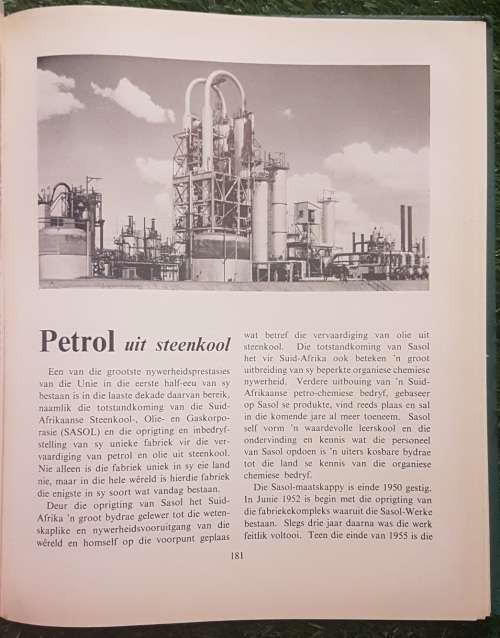 Petrol uit steenkool
Een van die grootste nywerheidsprestasies
van die Unie in die eerste half-eeu van sy
bestaan is in die laaste dekade daarvan bereik,
naamlik die totstandkoming van die Suid-
Afrikaanse Steenkool-, Olie- en Gaskorpo-
rasie (SASOL) en die oprigting en inbedryf-
stelling van sy unieke fabriek vir die ver-
vaardiging van petrol en olie uit steenkool.
Nie alleen is die fabriek uniek in sy eie land
nie, maar in die hele wêreld is hierdie fabriek
die enigste in sy soort wat vandag bestaan.
Deur die oprigting van Sasol het Suid-
Afrika 'n groot bydrae gelewer tot die weten-
skaplike en nywerheidsvooruitgang van die
wêreld en homself op die voorpunt geplaas
wat betref die vervaardiging van olie uit
steenkool. Die totstandkoming van Sasol
het vir Suid-Afrika ook beteken 'n groot
uitbreiding van sy beperkte organiese chemiese
nywerheid. Verdere uitbouing van 'n Suid-
Afrikaanse petro-chemiese bedryf, gebaseer
op Sasol se produkte, vind reeds plaas en sal
in die komende jare al meer toeneem. Sasol
self vorm 'n waardevolle leerskool en die
ondervinding en kennis wat die personeel
van Sasol opdoen is 'n uiters kosbare bydrae
tot die land se kennis van die organiese
chemiese bedryf.
Die Sasol-maatskappy is einde 1950 gestig.
In Junie 1952 is begin met die oprigting van
die fabriekekompleks waaruit die Sasol-Werke
bestaan. Slegs drie jaar daarna was die werk
feitlik voltooi. Teen die einde van 1955 is die
181